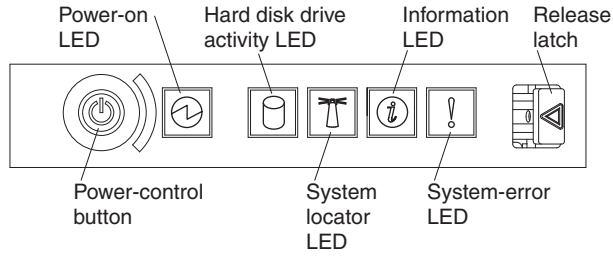 Power-on
LED
Hard disk drive
activity LED
Information
LED
Release
latch
i
!
Power-control
button
System
locator
LED
System-error
LED